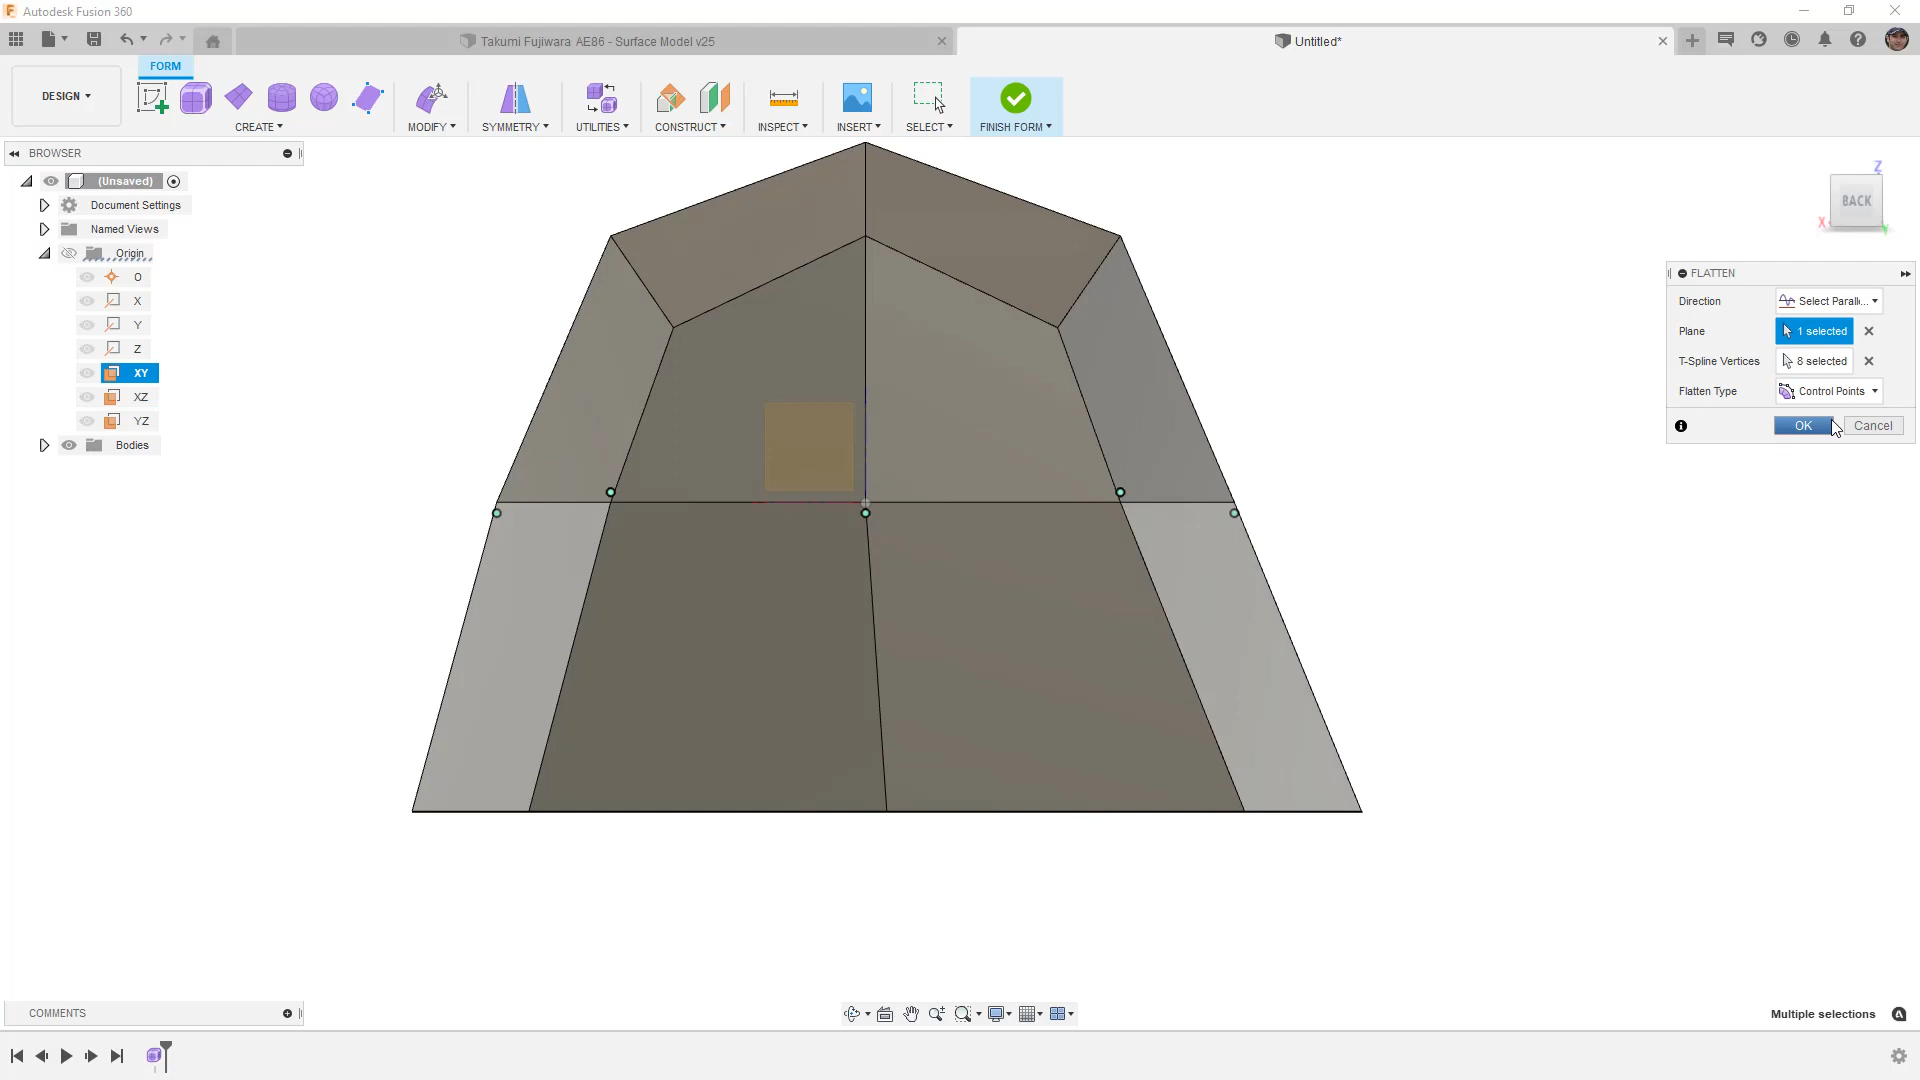 Autodesk Fusion 360
Takumi Fujiwara AE86 - Surface Model v25
Untitled*
FORM
DESIGN
CREATE
MODIFY
SYMMETRY
UTILITIES
CONSTRUCT
INSPECT
INSERT
SELECT
FINISH FORM
BROWSER
(Unsaved)
Document Settings
Named Views
Origin
O
X
Y
Z
XY
XZ
YZ
Bodies
Z
BACK
X
Y
FLATTEN
Direction
Select Parall...
Plane
1 selected
T-Spline Vertices
8 selected
Flatten Type
Control Points
OK
Cancel
COMMENTS
Multiple selections